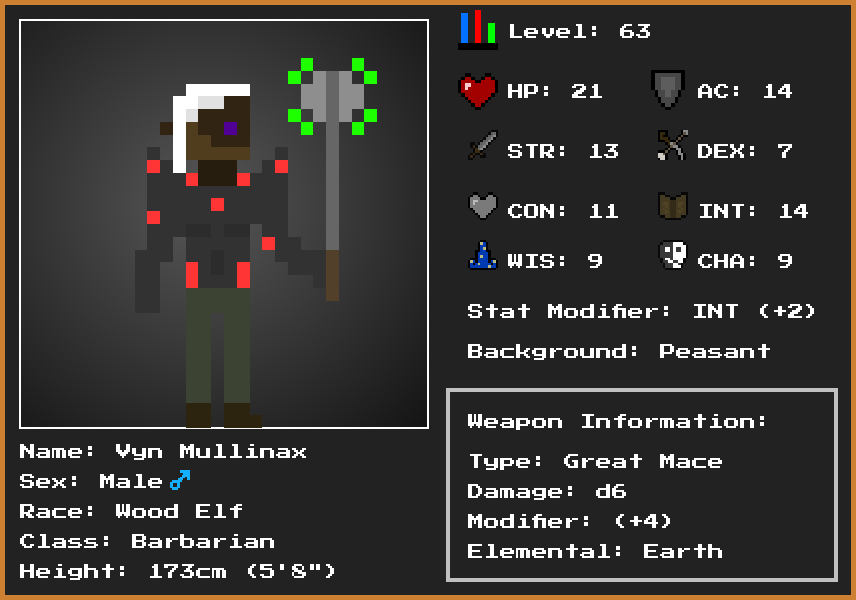 Level: 63
HP: 21 AC: 14
STR: 13 DEX: 7
CON: 11 INT: 14
WIS: 9 CHA: 9
Stat Modifier: INT (+2)
Background: Peasant
Weapon Information:
Type: Great Mace
Damage: d6
Modifier: (+4)
Elemental: Earth
Name: Vyn Mullinax
Sex: Male ♂
Race: Wood Elf
Class: Barbarian
Height: 173cm (5'8")